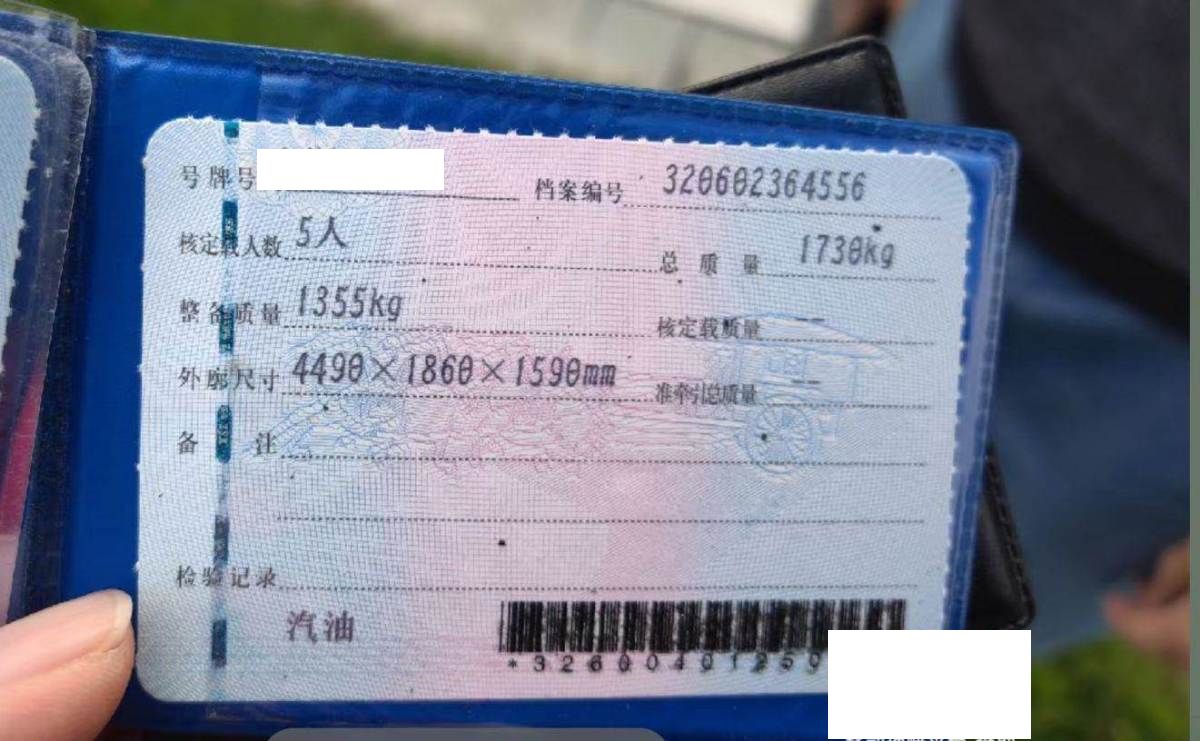 号牌号 档案编号 320602364556
核定载人数 5人 总质量 1730kg
整备质量 1355kg 核定载质量 --
外廓尺寸 4490×1860×1590mm 准牵引总质量 --
备注
检验记录
汽油
*3260040125